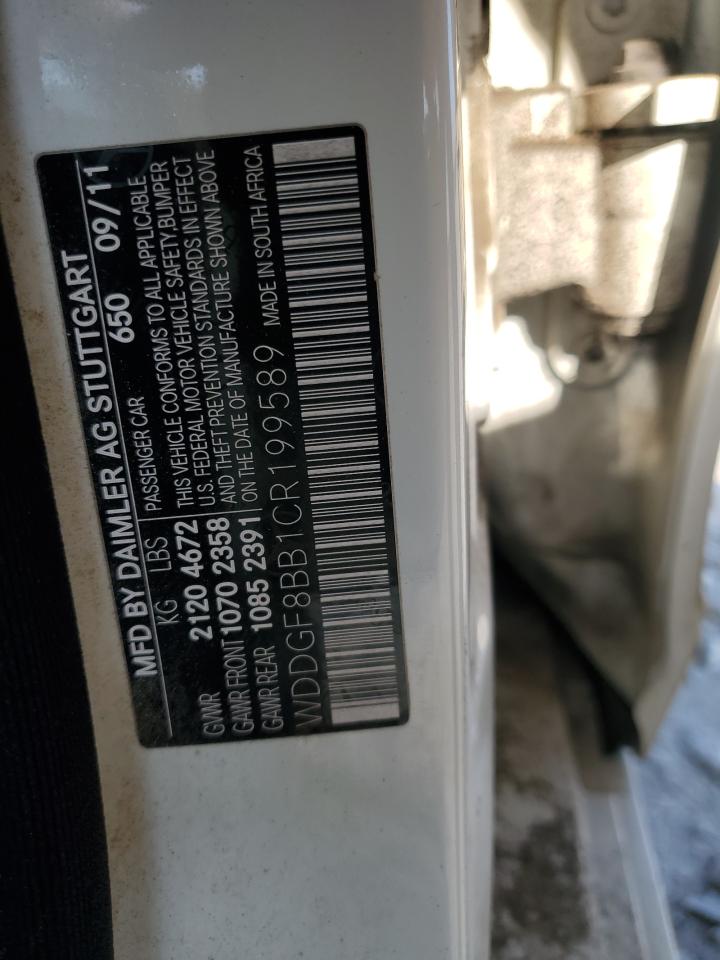 MFD BY DAIMLER AG STUTTGART
650 09/11
KG LBS
GVWR 2120 4672
GAWR FRONT 1070 2358
GAWR REAR 1085 2391
PASSENGER CAR
THIS VEHICLE CONFORMS TO ALL APPLICABLE
U.S. FEDERAL MOTOR VEHICLE SAFETY,BUMPER
AND THEFT PREVENTION STANDARDS IN EFFECT
ON THE DATE OF MANUFACTURE SHOWN ABOVE
WDDGF8BB1CR199589 MADE IN SOUTH AFRICA